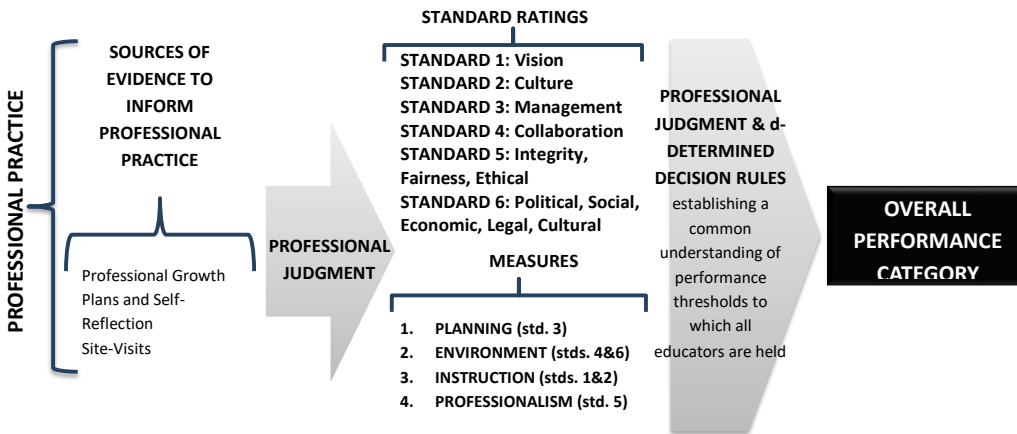 PROFESSIONAL PRACTICE
SOURCES OF
EVIDENCE TO
INFORM
PROFESSIONAL
PRACTICE
Professional Growth
Plans and Self-
Reflection
Site-Visits
PROFESSIONAL
JUDGMENT
STANDARD RATINGS
STANDARD 1: Vision
STANDARD 2: Culture
STANDARD 3: Management
STANDARD 4: Collaboration
STANDARD 5: Integrity,
Fairness, Ethical
STANDARD 6: Political, Social,
Economic, Legal, Cultural
MEASURES
1. PLANNING (std. 3)
2. ENVIRONMENT (stds. 4&6)
3. INSTRUCTION (stds. 1&2)
4. PROFESSIONALISM (std. 5)
PROFESSIONAL
JUDGMENT & d-
DETERMINED
DECISION RULES
establishing a
common
understanding of
performance
thresholds to
which all
educators are held
OVERALL
PERFORMANCE
CATEGORY